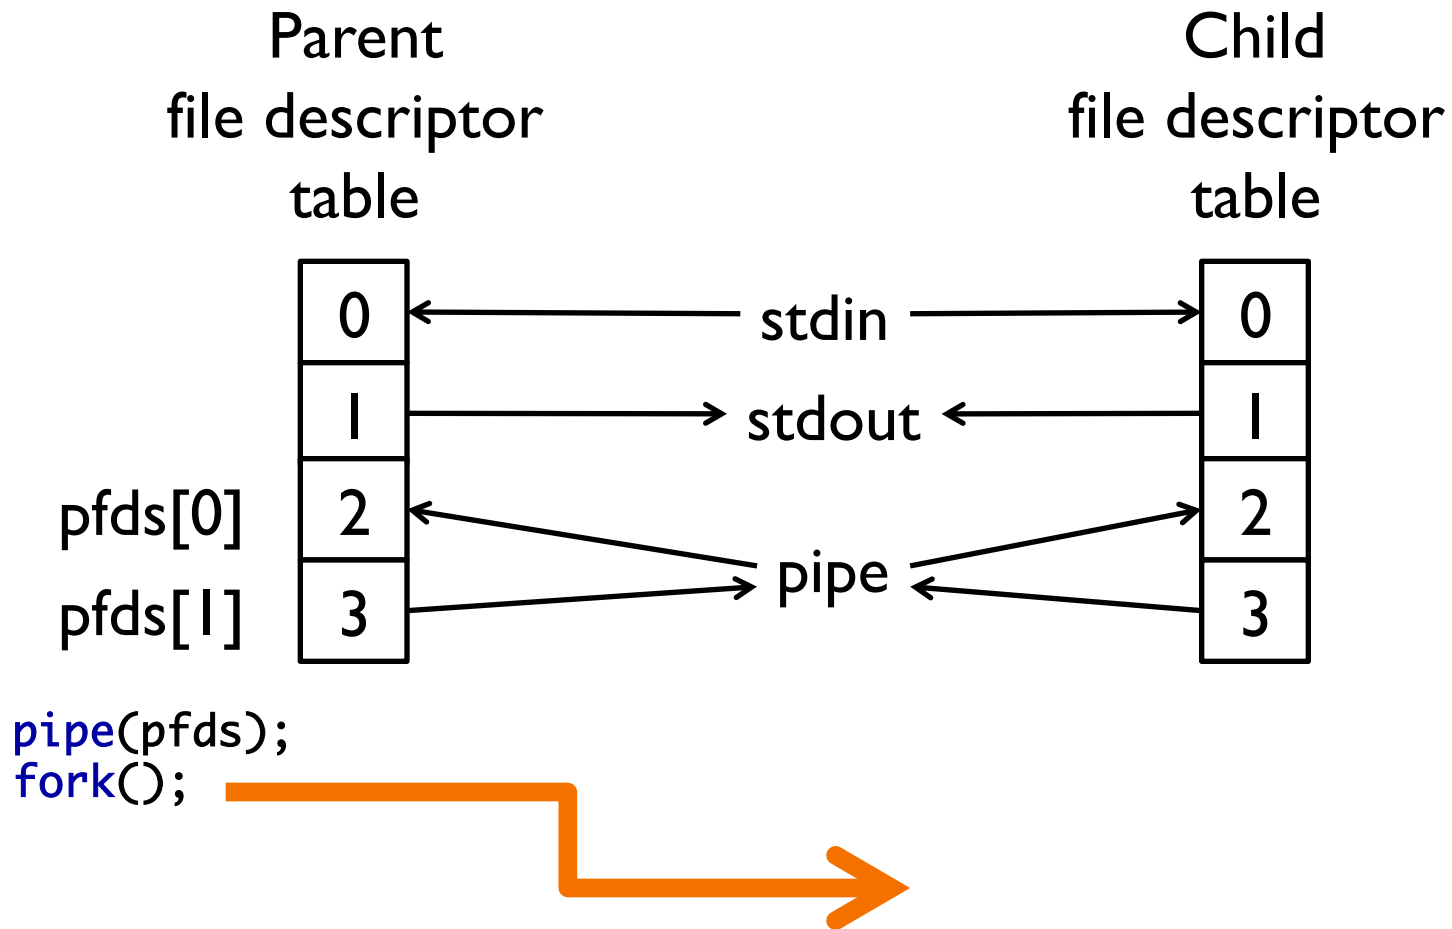 Parent
file descriptor
table
Child
file descriptor
table
0
stdin
0
1
stdout
1
pfds[0]
2
2
pipe
pfds[1]
3
3
pipe(pfds);
fork();